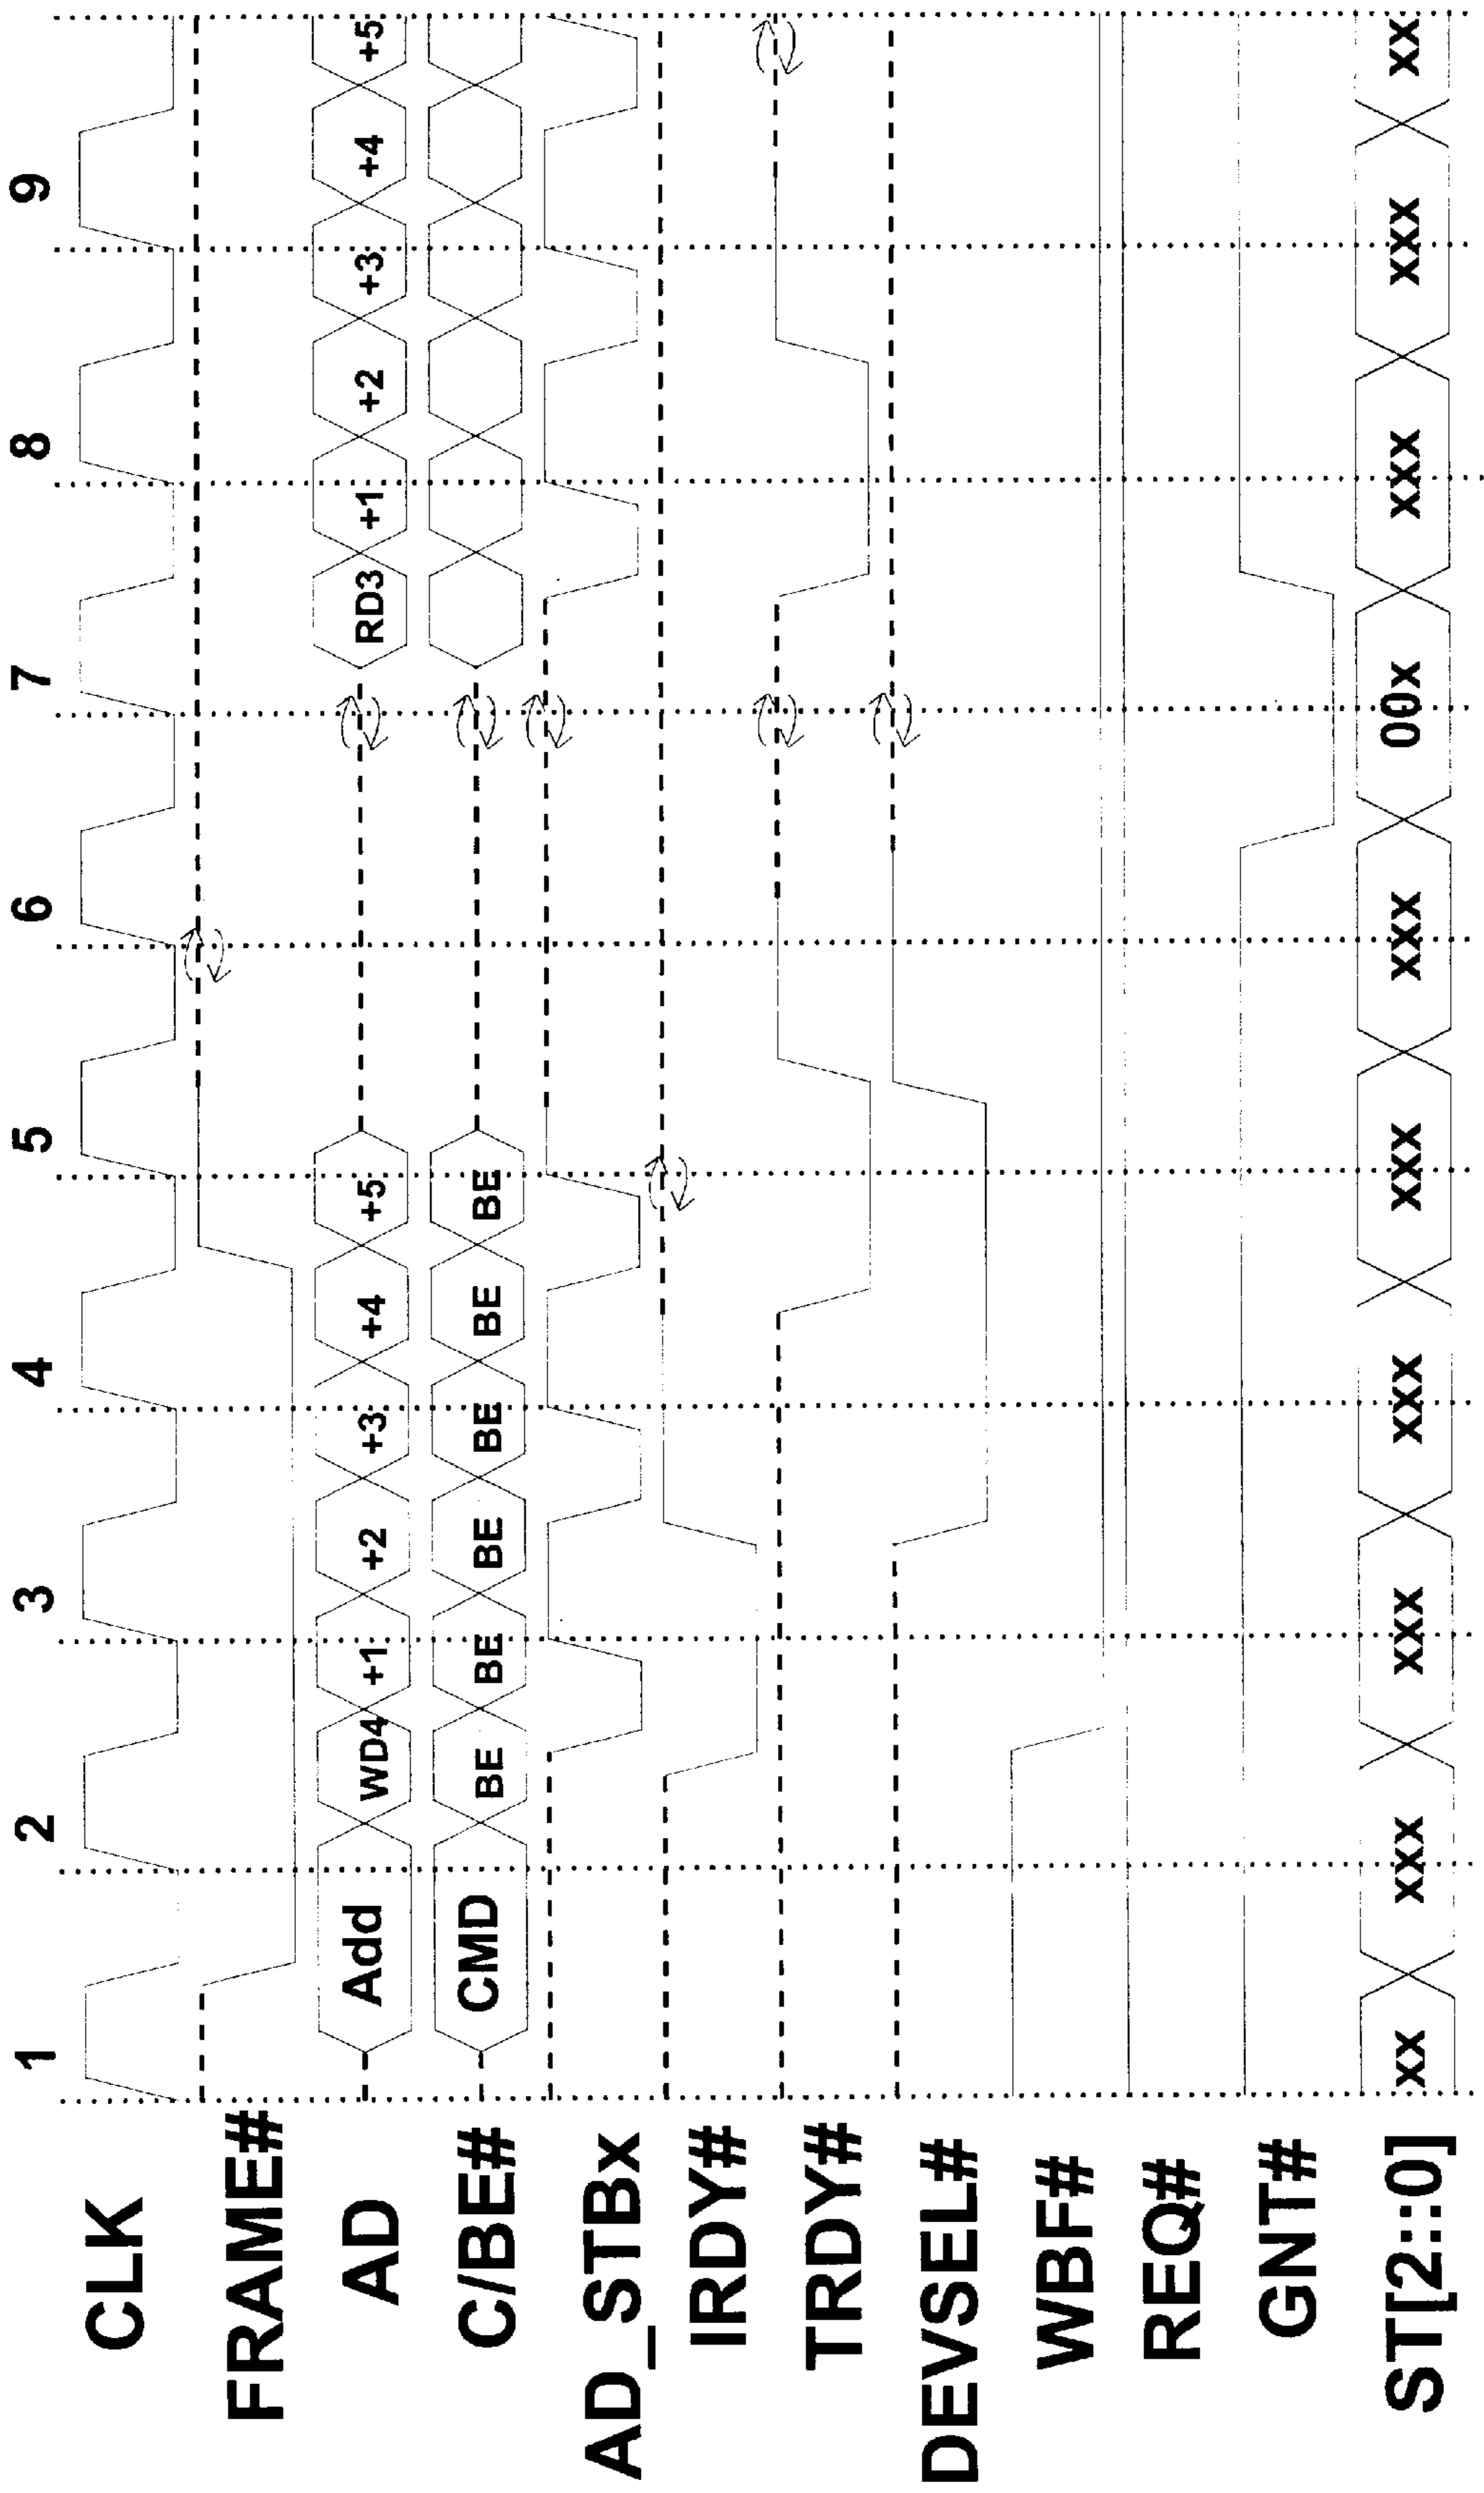 1 2 3 4 5 6 7 8 9
CLK
FRAME#
AD Add WD4 +1 +2 +3 +4 +5 RD3 +1 +2 +3 +4 +5
C/BE# CMD BE BE BE BE BE BE
AD_STBx
IRDY#
TRDY#
DEVSEL#
WBF#
REQ#
GNT#
ST[2::0] xx xxx xxx xxx xxx xxx 00x xxx xxx xx